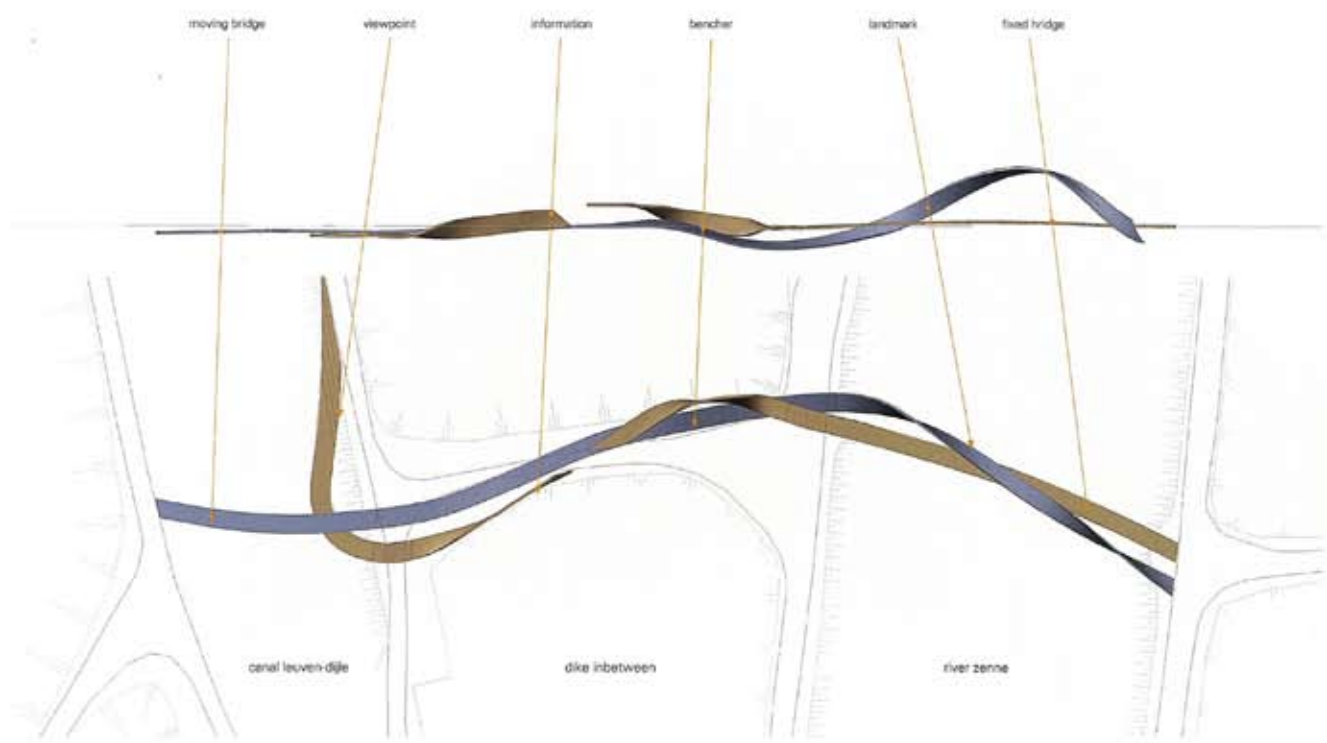 moving bridge
viewpoint
information
bencher
landmark
fixed bridge
canal leuven-dijle
dike inbetween
river zenne